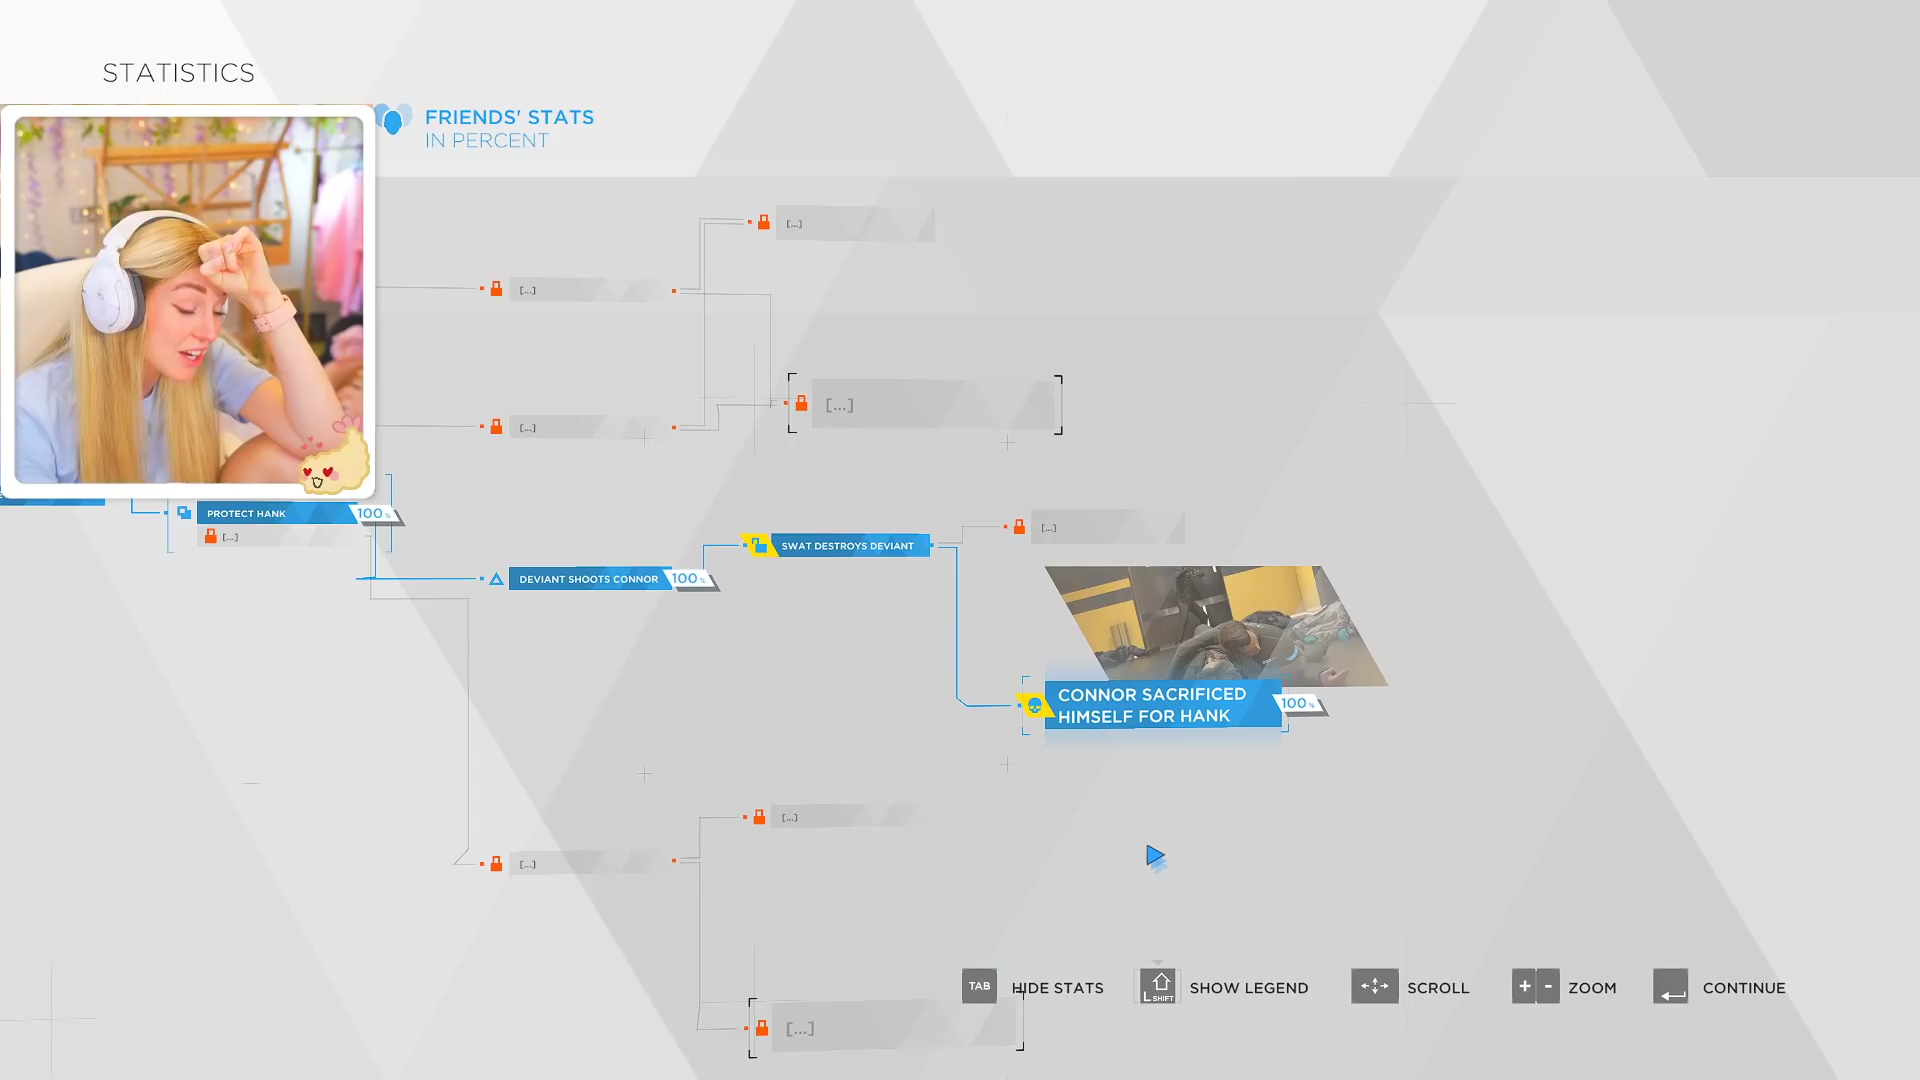 STATISTICS
FRIENDS' STATS
IN PERCENT
[...]
[...]
[...]
[...]
PROTECT HANK
100%
[...]
[...]
SWAT DESTROYS DEVIANT
DEVIANT SHOOTS CONNOR
100%
CONNOR SACRIFICED
HIMSELF FOR HANK
100%
[...]
[...]
[...]
TAB HIDE STATS
L SHIFT SHOW LEGEND
SCROLL
+ - ZOOM
CONTINUE